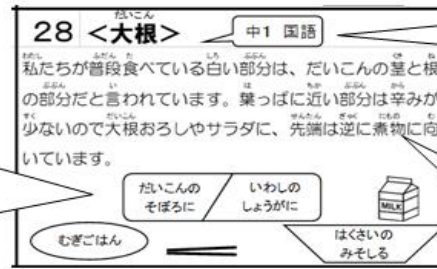 28 <大根>
だいこん
中1 国語
私たちが普段食べている白い部分は、だいこんの茎と根
の部分だと言われています。葉っぱに近い部分は辛みが
少ないので大根おろしやサラダに、先端は逆に煮物に向
いています。
だいこんの
そぼろに
いわしの
しょうがに
MILK
むぎごはん
はくさいの
みそしる